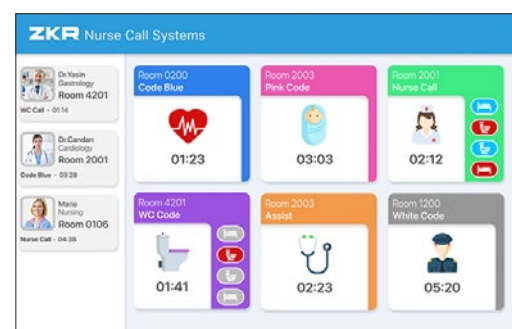 ZKR Nurse Call Systems
Dr.Yasin
Gastrology
Room 4201
WC Call - 01:14
Dr.Candan
Cardiology
Room 2001
Code Blue - 03:28
Marie
Nursing
Room 0106
Nurse Call - 04:38
Room 0200
Code Blue
01:23
Room 2003
Pink Code
03:03
Room 2001
Nurse Call
02:12
Room 4201
WC Code
01:41
Room 2003
Assist
02:23
Room 1200
White Code
05:20